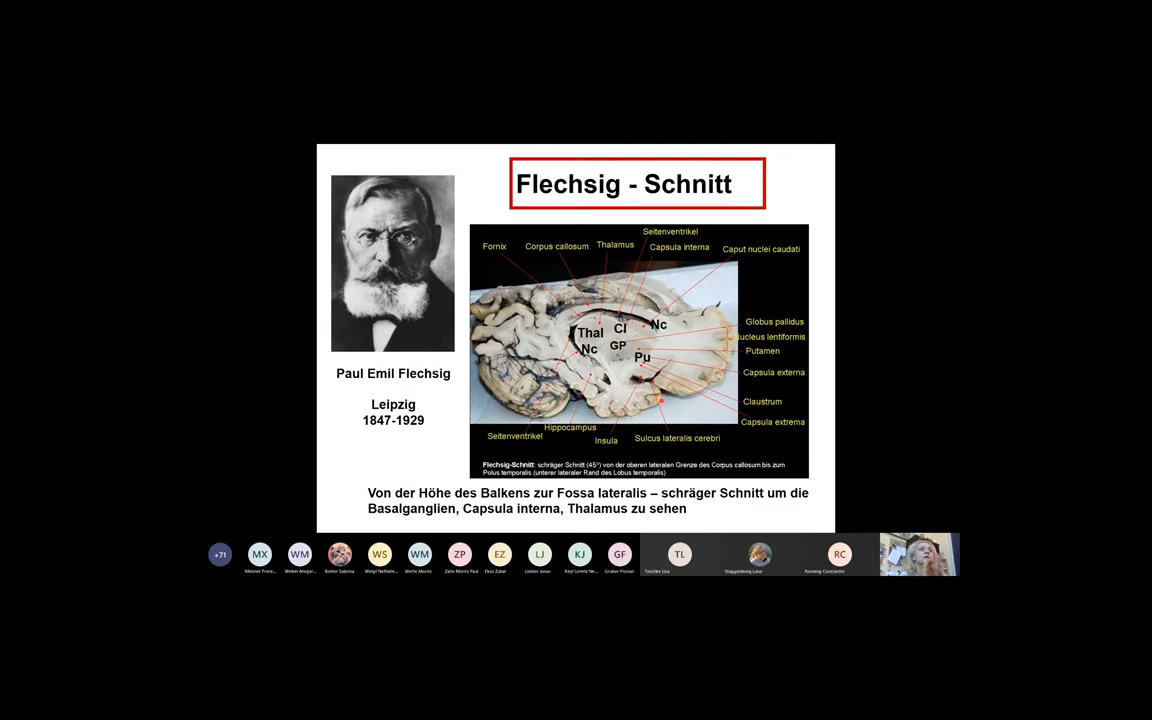 Flechsig - Schnitt
Seitenventrikel
Fornix Corpus callosum Thalamus Capsula interna Caput nuclei caudati
Thal CI Nc
Nc GP
Pu
Globus pallidus
Nucleus lentiformis
Putamen
Capsula externa
Claustrum
Capsula extrema
Hippocampus
Seitenventrikel
Insula
Sulcus lateralis cerebri
Flechsig-Schnitt: schräger Schnitt (45°) von der oberen lateralen Grenze des Corpus callosum bis zum
Polus temporalis (unterer lateraler Rand des Lobus temporalis)
Paul Emil Flechsig
Leipzig
1847-1929
Von der Höhe des Balkens zur Fossa lateralis – schräger Schnitt um die
Basalganglien, Capsula interna, Thalamus zu sehen
+71 MX WM WS WM ZP EZ LJ KJ GF TL RC
Gruber Florian